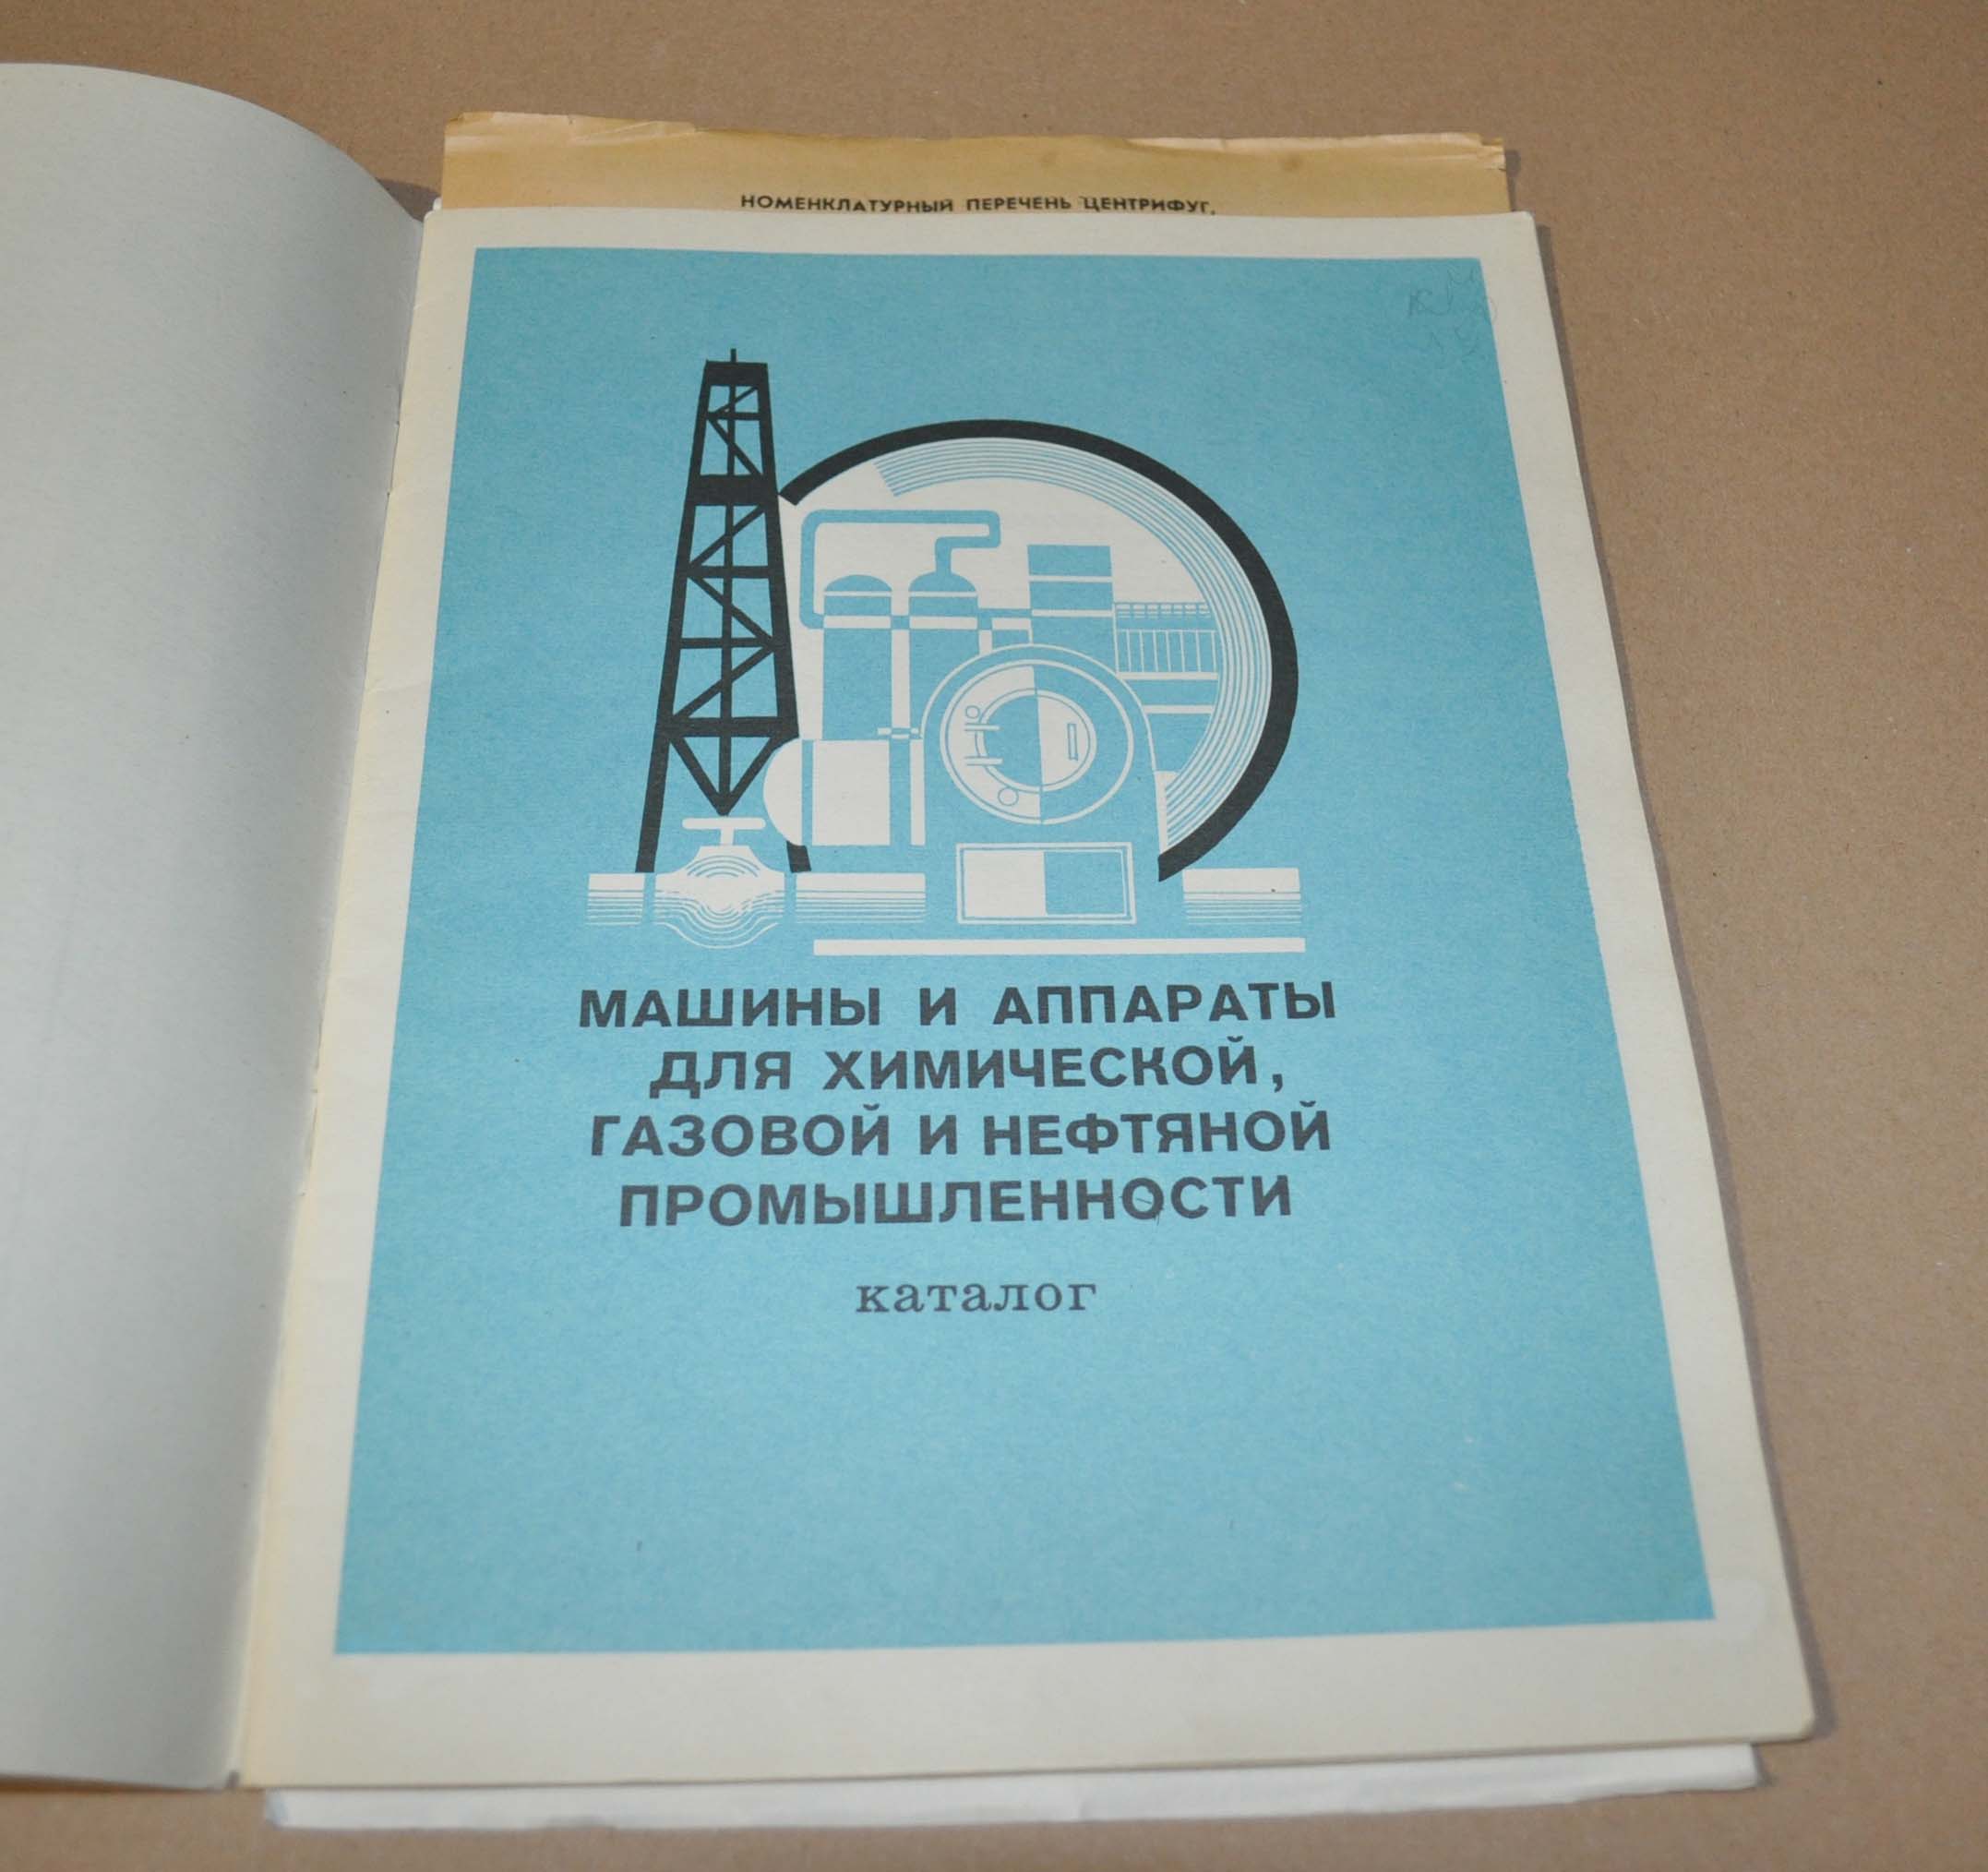 НОМЕНКЛАТУРНЫЙ ПЕРЕЧЕНЬ ЦЕНТРИФУГ,
МАШИНЫ И АППАРАТЫ
ДЛЯ ХИМИЧЕСКОЙ,
ГАЗОВОЙ И НЕФТЯНОЙ
ПРОМЫШЛЕННОСТИ
каталог